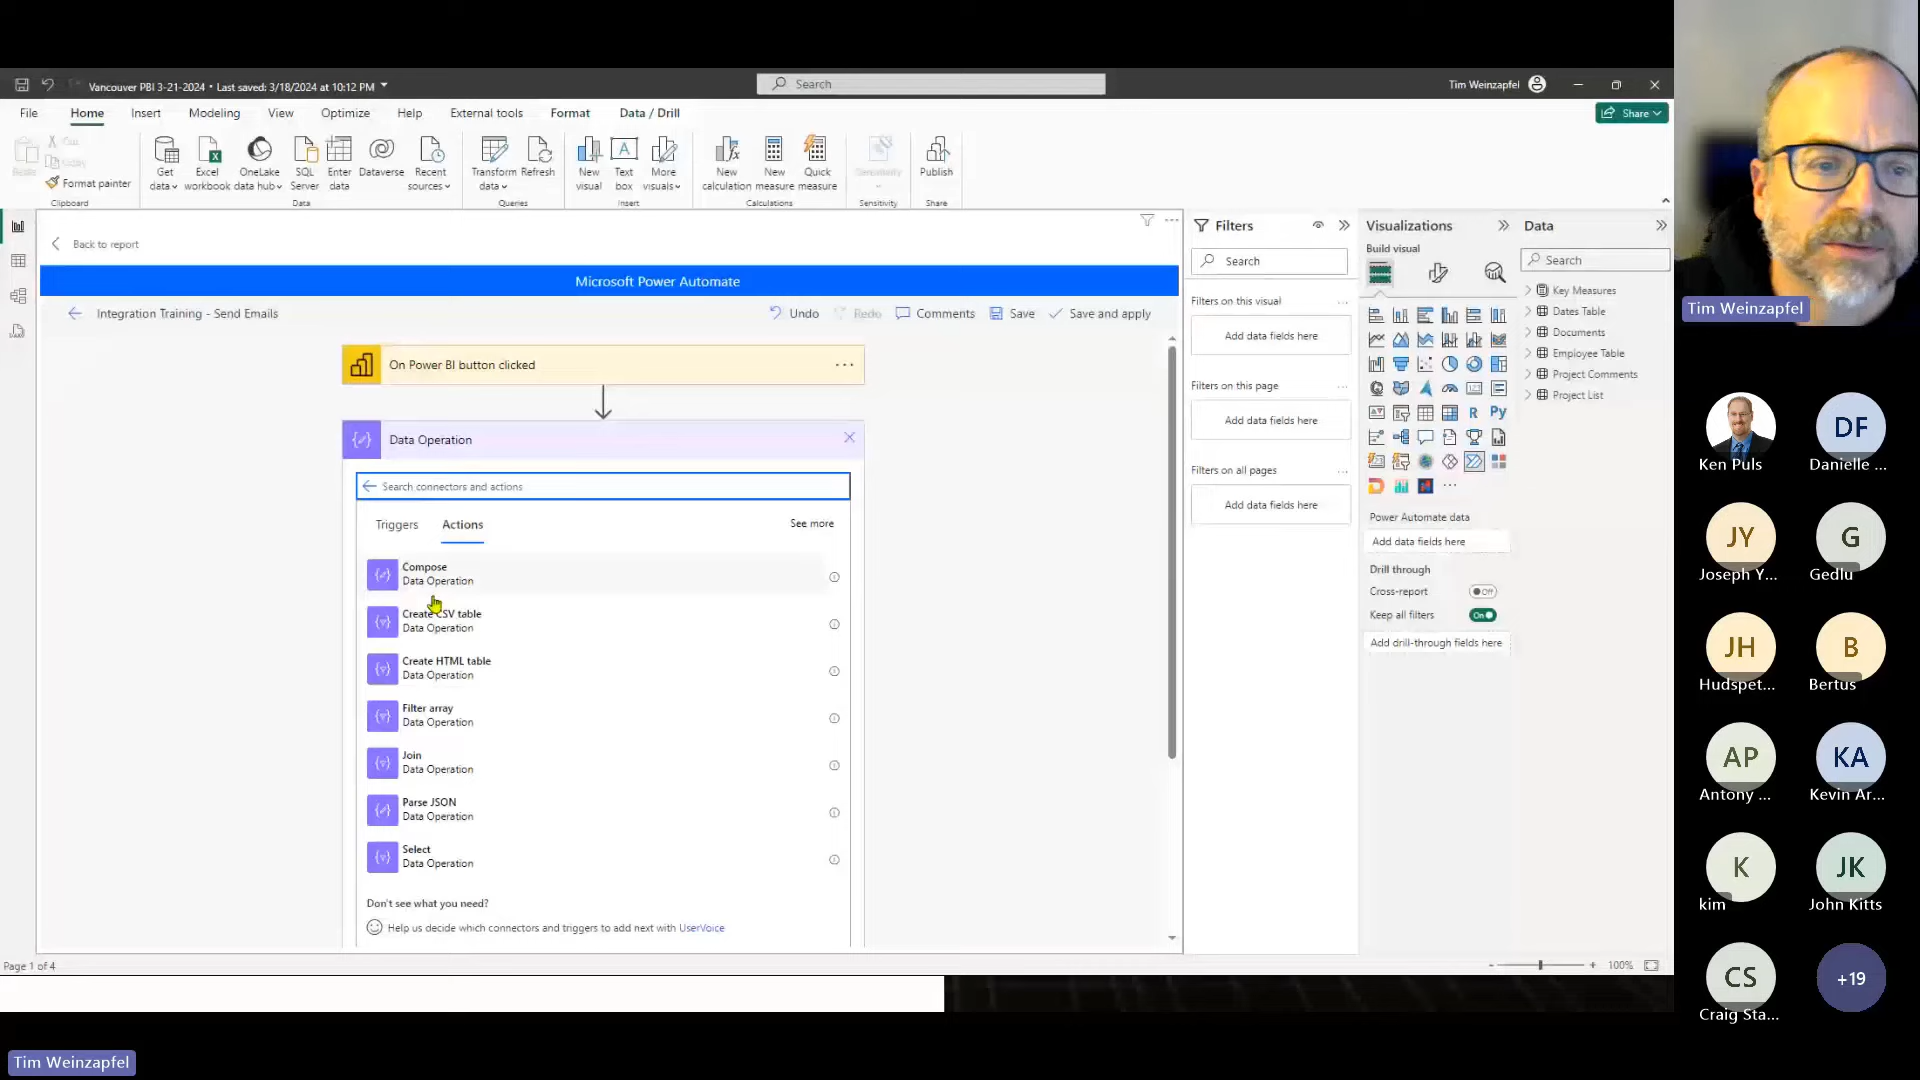 Vancouver PBI 3-21-2024 • Last saved: 3/18/2024 at 10:12 PM
Search
Tim Weinzapfel
File
Home
Insert
Modeling
View
Optimize
Help
External tools
Format
Data / Drill
Share
Paste
Cut
Copy
Format painter
Clipboard
Get data
Excel workbook
OneLake data hub
SQL Server
Enter data
Dataverse
Recent sources
Data
Transform data
Refresh
Queries
New visual
Text box
More visuals
Insert
New calculation
New measure
Quick measure
Calculations
Sensitivity
Sensitivity
Publish
Share
Back to report
Microsoft Power Automate
Integration Training - Send Emails
Undo
Redo
Comments
Save
Save and apply
On Power BI button clicked
Data Operation
Search connectors and actions
Triggers
Actions
See more
Compose
Data Operation
Create CSV table
Data Operation
Create HTML table
Data Operation
Filter array
Data Operation
Join
Data Operation
Parse JSON
Data Operation
Select
Data Operation
Don't see what you need?
Help us decide which connectors and triggers to add next with UserVoice
Filters
Search
Filters on this visual
Add data fields here
Filters on this page
Add data fields here
Filters on all pages
Add data fields here
Visualizations
Build visual
R
Py
Power Automate data
Add data fields here
Drill through
Cross-report
Off
Keep all filters
On
Add drill-through fields here
Data
Search
Key Measures
Dates Table
Documents
Employee Table
Project Comments
Project List
Page 1 of 4
100%
Tim Weinzapfel
Ken Puls
DF
Danielle ...
JY
Joseph Y...
G
Gedlu
JH
Hudspet...
B
Bertus
AP
Antony ...
KA
Kevin Ar...
K
kim
JK
John Kitts
CS
Craig Sta...
+19
Tim Weinzapfel